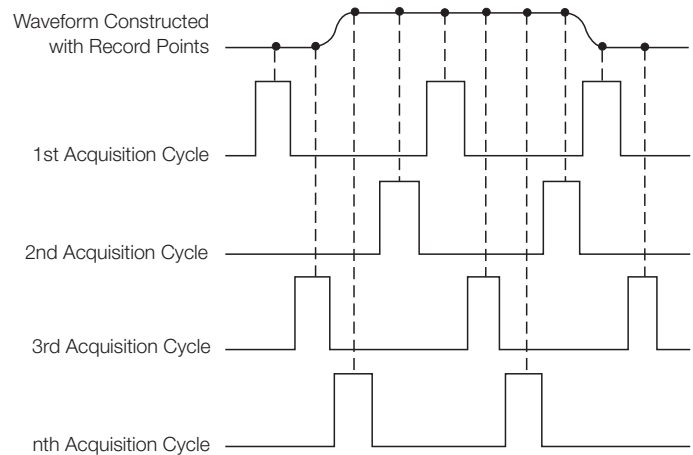 Waveform Constructed
with Record Points
1st Acquisition Cycle
2nd Acquisition Cycle
3rd Acquisition Cycle
nth Acquisition Cycle